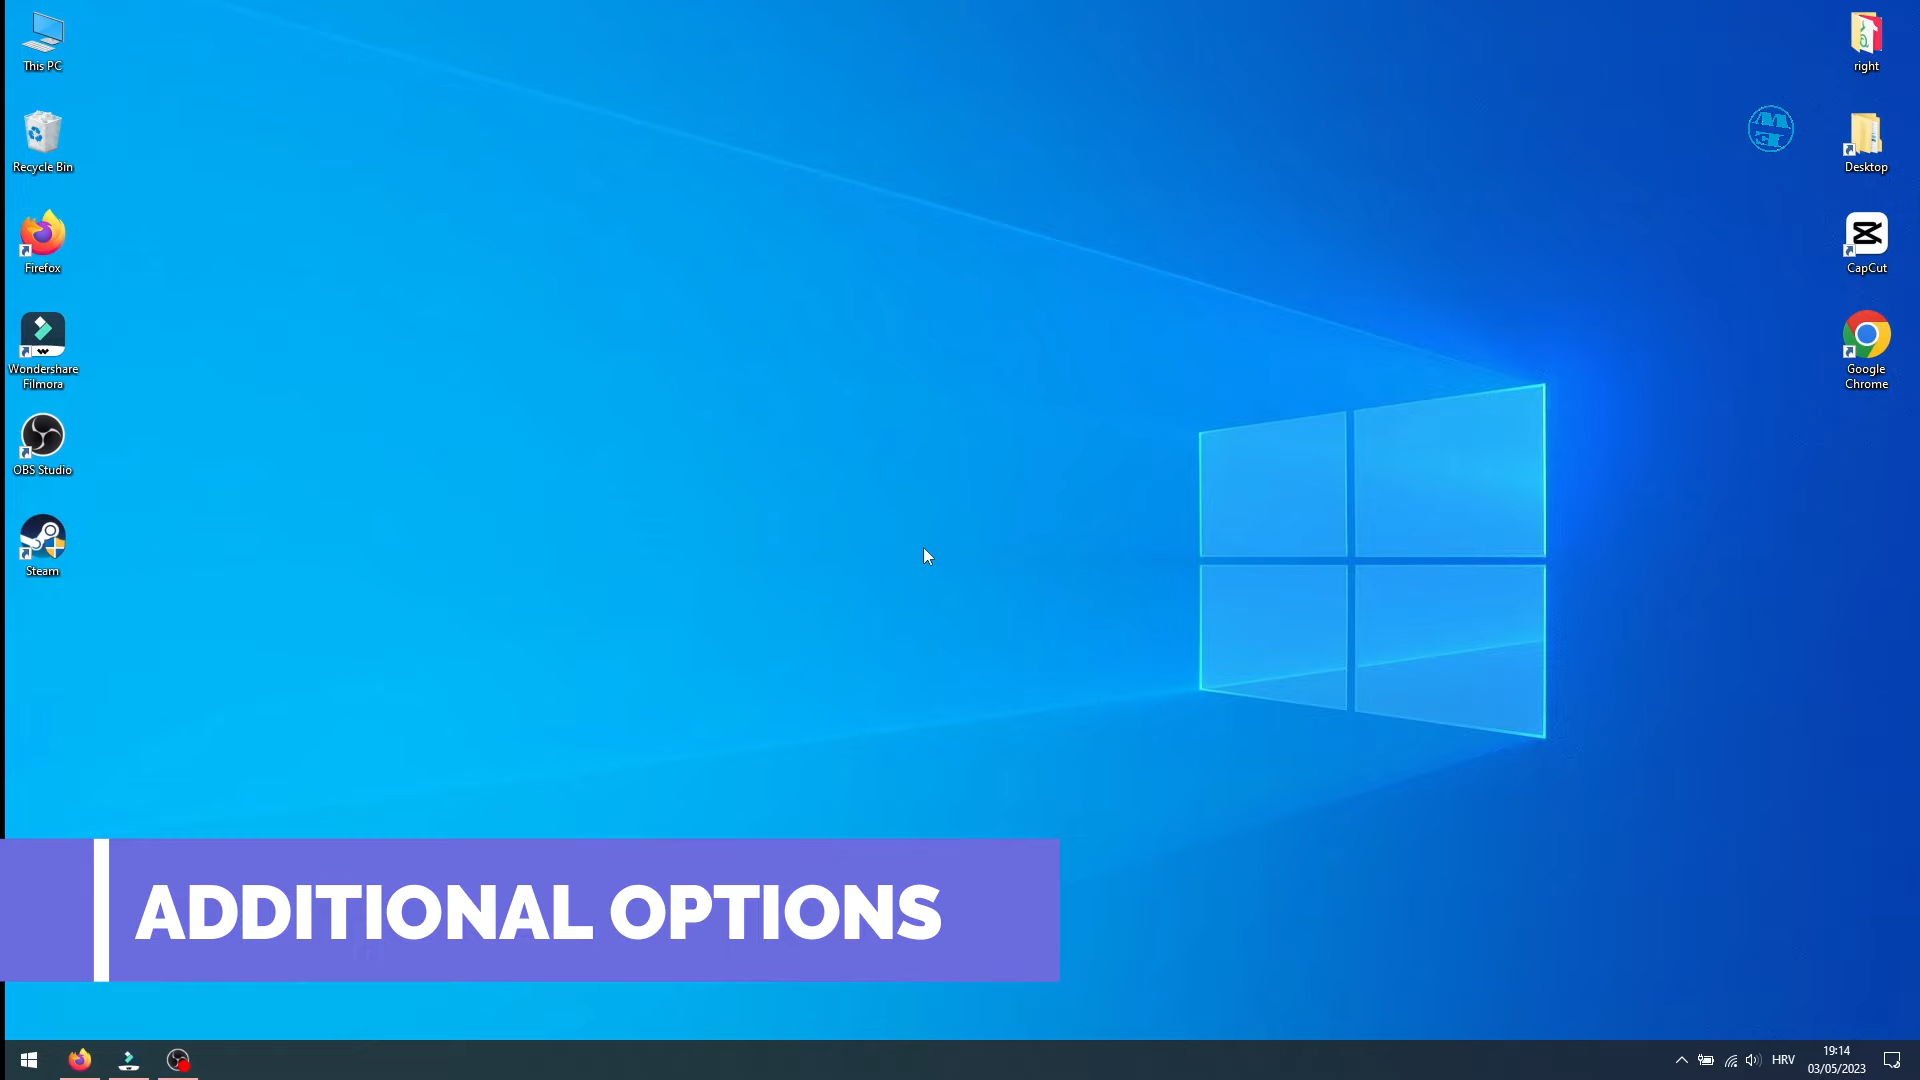 This PC
Recycle Bin
Firefox
Wondershare
Filmora
OBS Studio
Steam
right
Desktop
CapCut
Google
Chrome
ADDITIONAL OPTIONS
HRV
19:14
03/05/2023